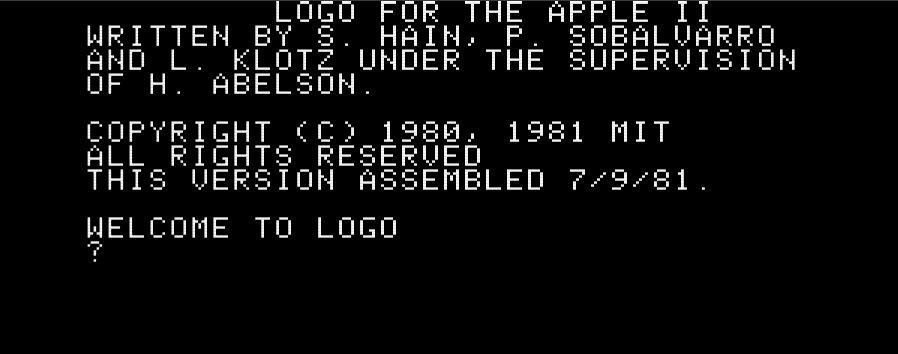 LOGO FOR THE APPLE II
WRITTEN BY S. HAIN, P. SOBALVARRO
AND L. KLOTZ UNDER THE SUPERVISION
OF H. ABELSON.
COPYRIGHT (C) 1980, 1981 MIT
ALL RIGHTS RESERVED
THIS VERSION ASSEMBLED 7/9/81.
WELCOME TO LOGO
?